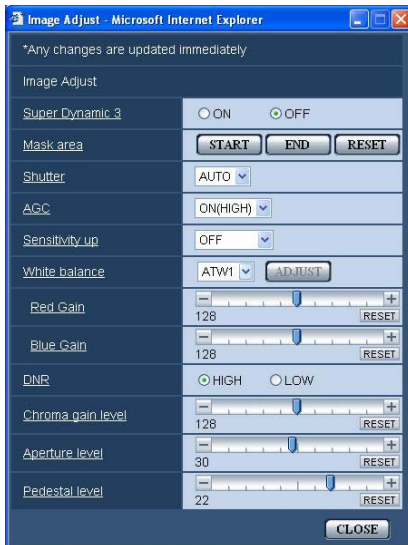 Image Adjust - Microsoft Internet Explorer
*Any changes are updated immediately
Image Adjust
Super Dynamic 3 ON OFF
Mask area START END RESET
Shutter AUTO
AGC ON(HIGH)
Sensitivity up OFF
White balance ATW1 ADJUST
Red Gain
128 RESET
Blue Gain
128 RESET
DNR HIGH LOW
Chroma gain level
128 RESET
Aperture level
30 RESET
Pedestal level
22 RESET
CLOSE